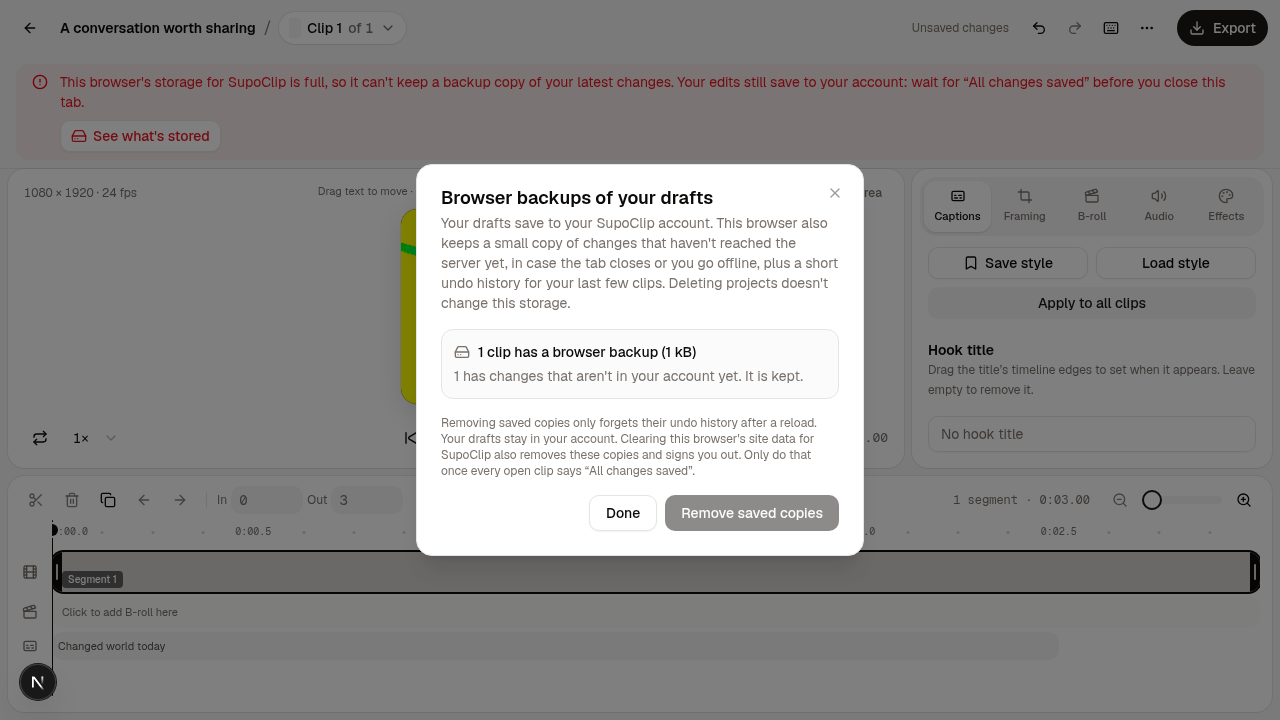 A conversation worth sharing / Clip 1 of 1 Unsaved changes Export
This browser's storage for SupoClip is full, so it can't keep a backup copy of your latest changes. Your edits still save to your account: wait for “All changes saved” before you close this
tab.
See what's stored
1080 × 1920 · 24 fps
Drag text to move ·
Captions Framing B-roll Audio Effects
Save style Load style
Apply to all clips
Hook title
Drag the title's timeline edges to set when it appears. Leave
empty to remove it.
No hook title
Browser backups of your drafts
Your drafts save to your SupoClip account. This browser also
keeps a small copy of changes that haven't reached the
server yet, in case the tab closes or you go offline, plus a short
undo history for your last few clips. Deleting projects doesn't
change this storage.
1 clip has a browser backup (1 kB)
1 has changes that aren't in your account yet. It is kept.
Removing saved copies only forgets their undo history after a reload.
Your drafts stay in your account. Clearing this browser's site data for
SupoClip also removes these copies and signs you out. Only do that
once every open clip says “All changes saved”.
Done Remove saved copies
1×
In 0 Out 3 1 segment · 0:03.00
0:00.5 0:02.5
Segment 1
Click to add B-roll here
Changed world today
N